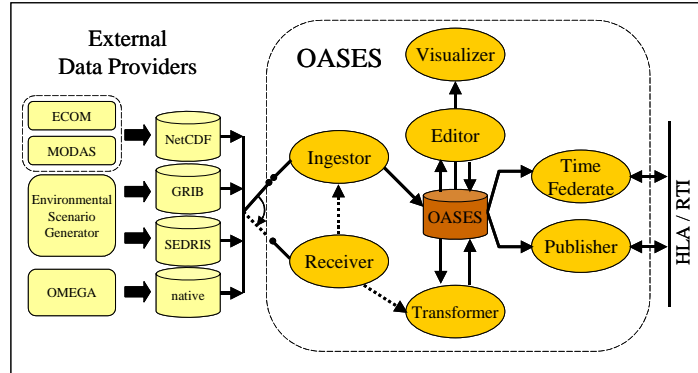 External
Data Providers
OASES
ECOM
MODAS
Environmental
Scenario
Generator
OMEGA
NetCDF
GRIB
SEDRIS
native
Ingestor
Receiver
Visualizer
Editor
OASES
Transformer
Time
Federate
Publisher
HLA / RTI